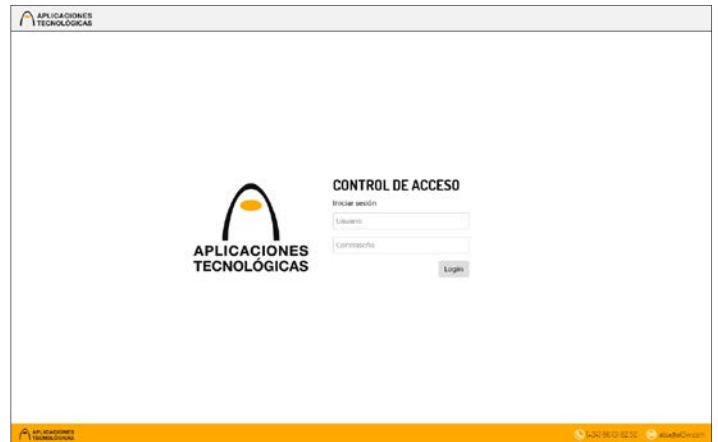 APLICACIONES
TECNOLÓGICAS
CONTROL DE ACCESO
Iniciar sesión
Usuario
Contraseña
Login
APLICACIONES
TECNOLÓGICAS
APLICACIONES
TECNOLÓGICAS